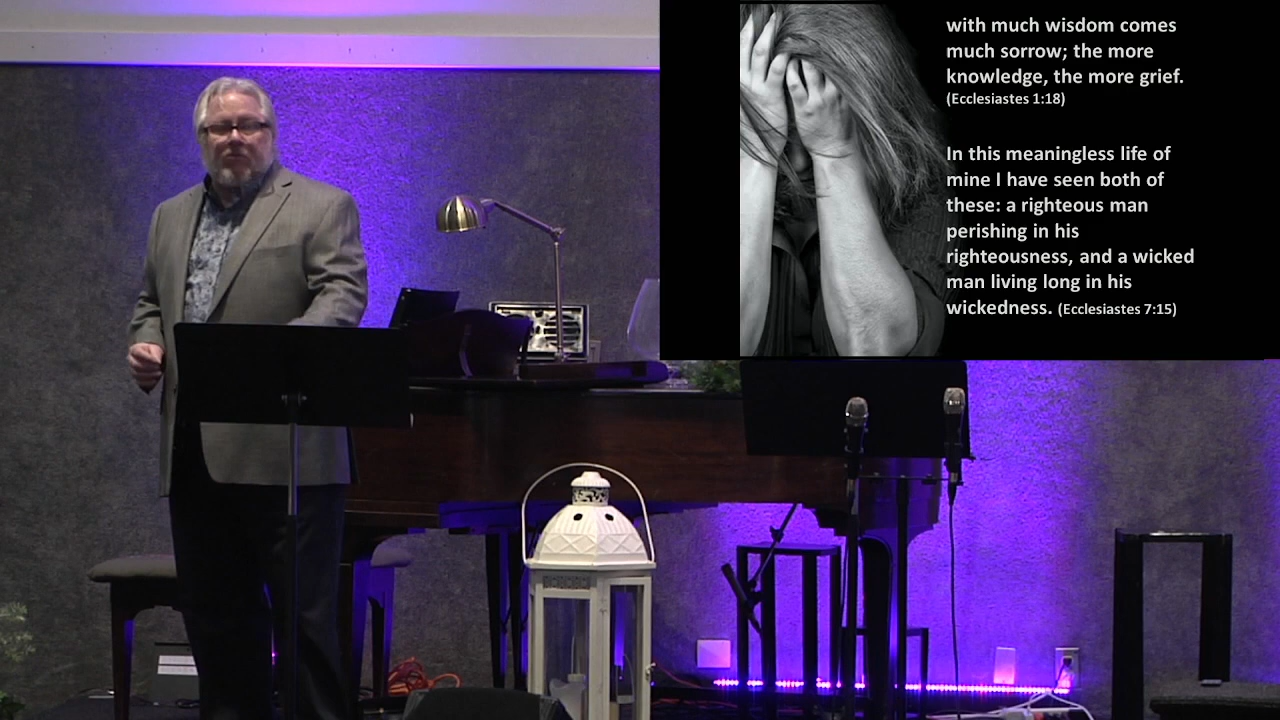 with much wisdom comes
much sorrow; the more
knowledge, the more grief.
(Ecclesiastes 1:18)
In this meaningless life of
mine I have seen both of
these: a righteous man
perishing in his
righteousness, and a wicked
man living long in his
wickedness. (Ecclesiastes 7:15)